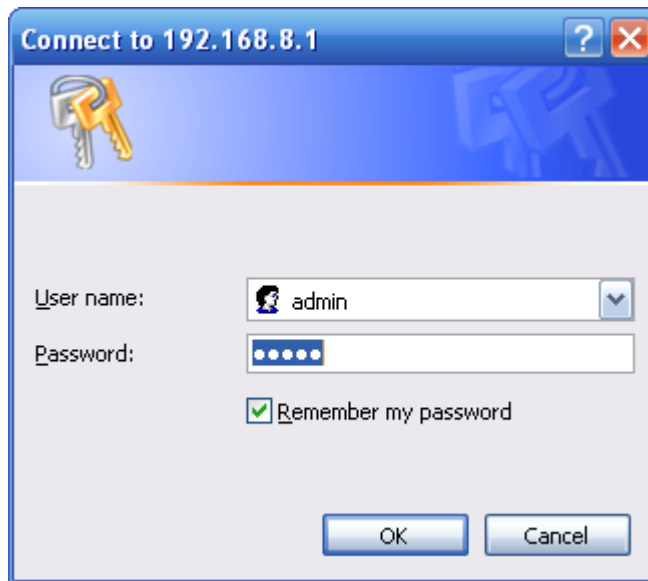 Connect to 192.168.8.1
User name:
admin
Password:
Remember my password
OK
Cancel